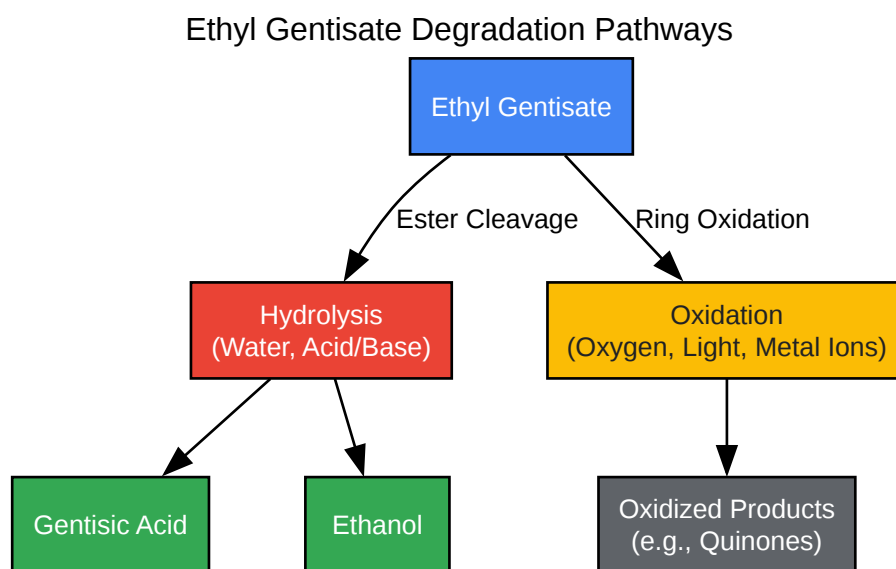 Ethyl Gentisate Degradation Pathways
Ethyl Gentisate
Ester Cleavage
Ring Oxidation
Hydrolysis
(Water, Acid/Base)
Oxidation
(Oxygen, Light, Metal Ions)
Gentisic Acid
Ethanol
Oxidized Products
(e.g., Quinones)